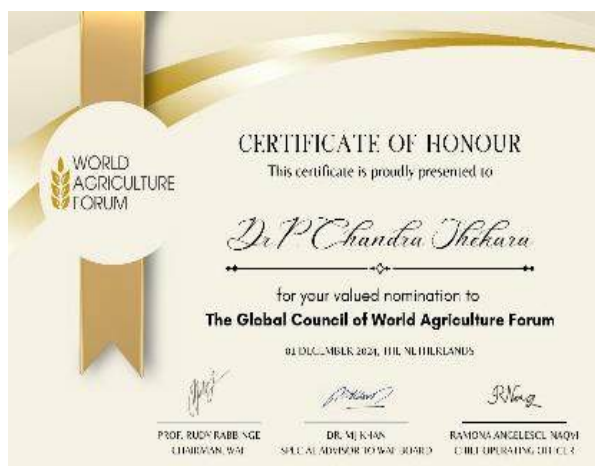 WORLD
AGRICULTURE
FORUM
CERTIFICATE OF HONOUR
This certificate is proudly presented to
Dr P Chandra Shekara
for your valued nomination to
The Global Council of World Agriculture Forum
01 DECEMBER 2024, THE NETHERLANDS
PROF. RUDY RABBINGE
CHAIRMAN, WAF
DR. MJ KHAN
SPECIAL ADVISOR TO WAF BOARD
RAMONA ANGELESCU NAQVI
CHIEF OPERATING OFFICER